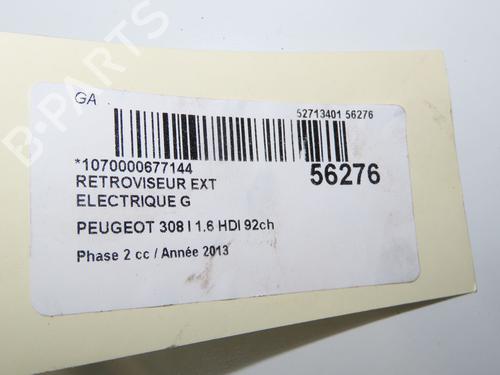 GA
52713401 56276
*1070000677144
56276
RETROVISEUR EXT
ELECTRIQUE G
PEUGEOT 308 I 1.6 HDI 92ch
Phase 2 cc / Année 2013
B-PARTS